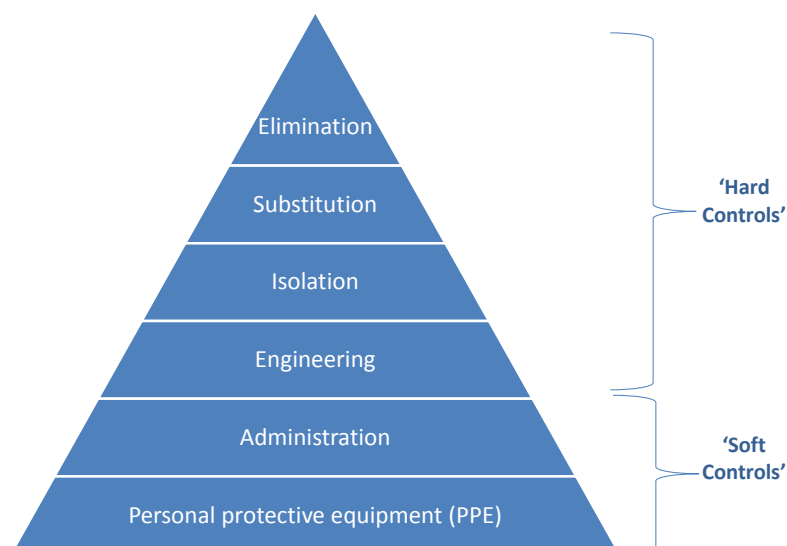 Elimination
Substitution
Isolation
Engineering
Administration
Personal protective equipment (PPE)
‘Hard
Controls’
‘Soft
Controls’